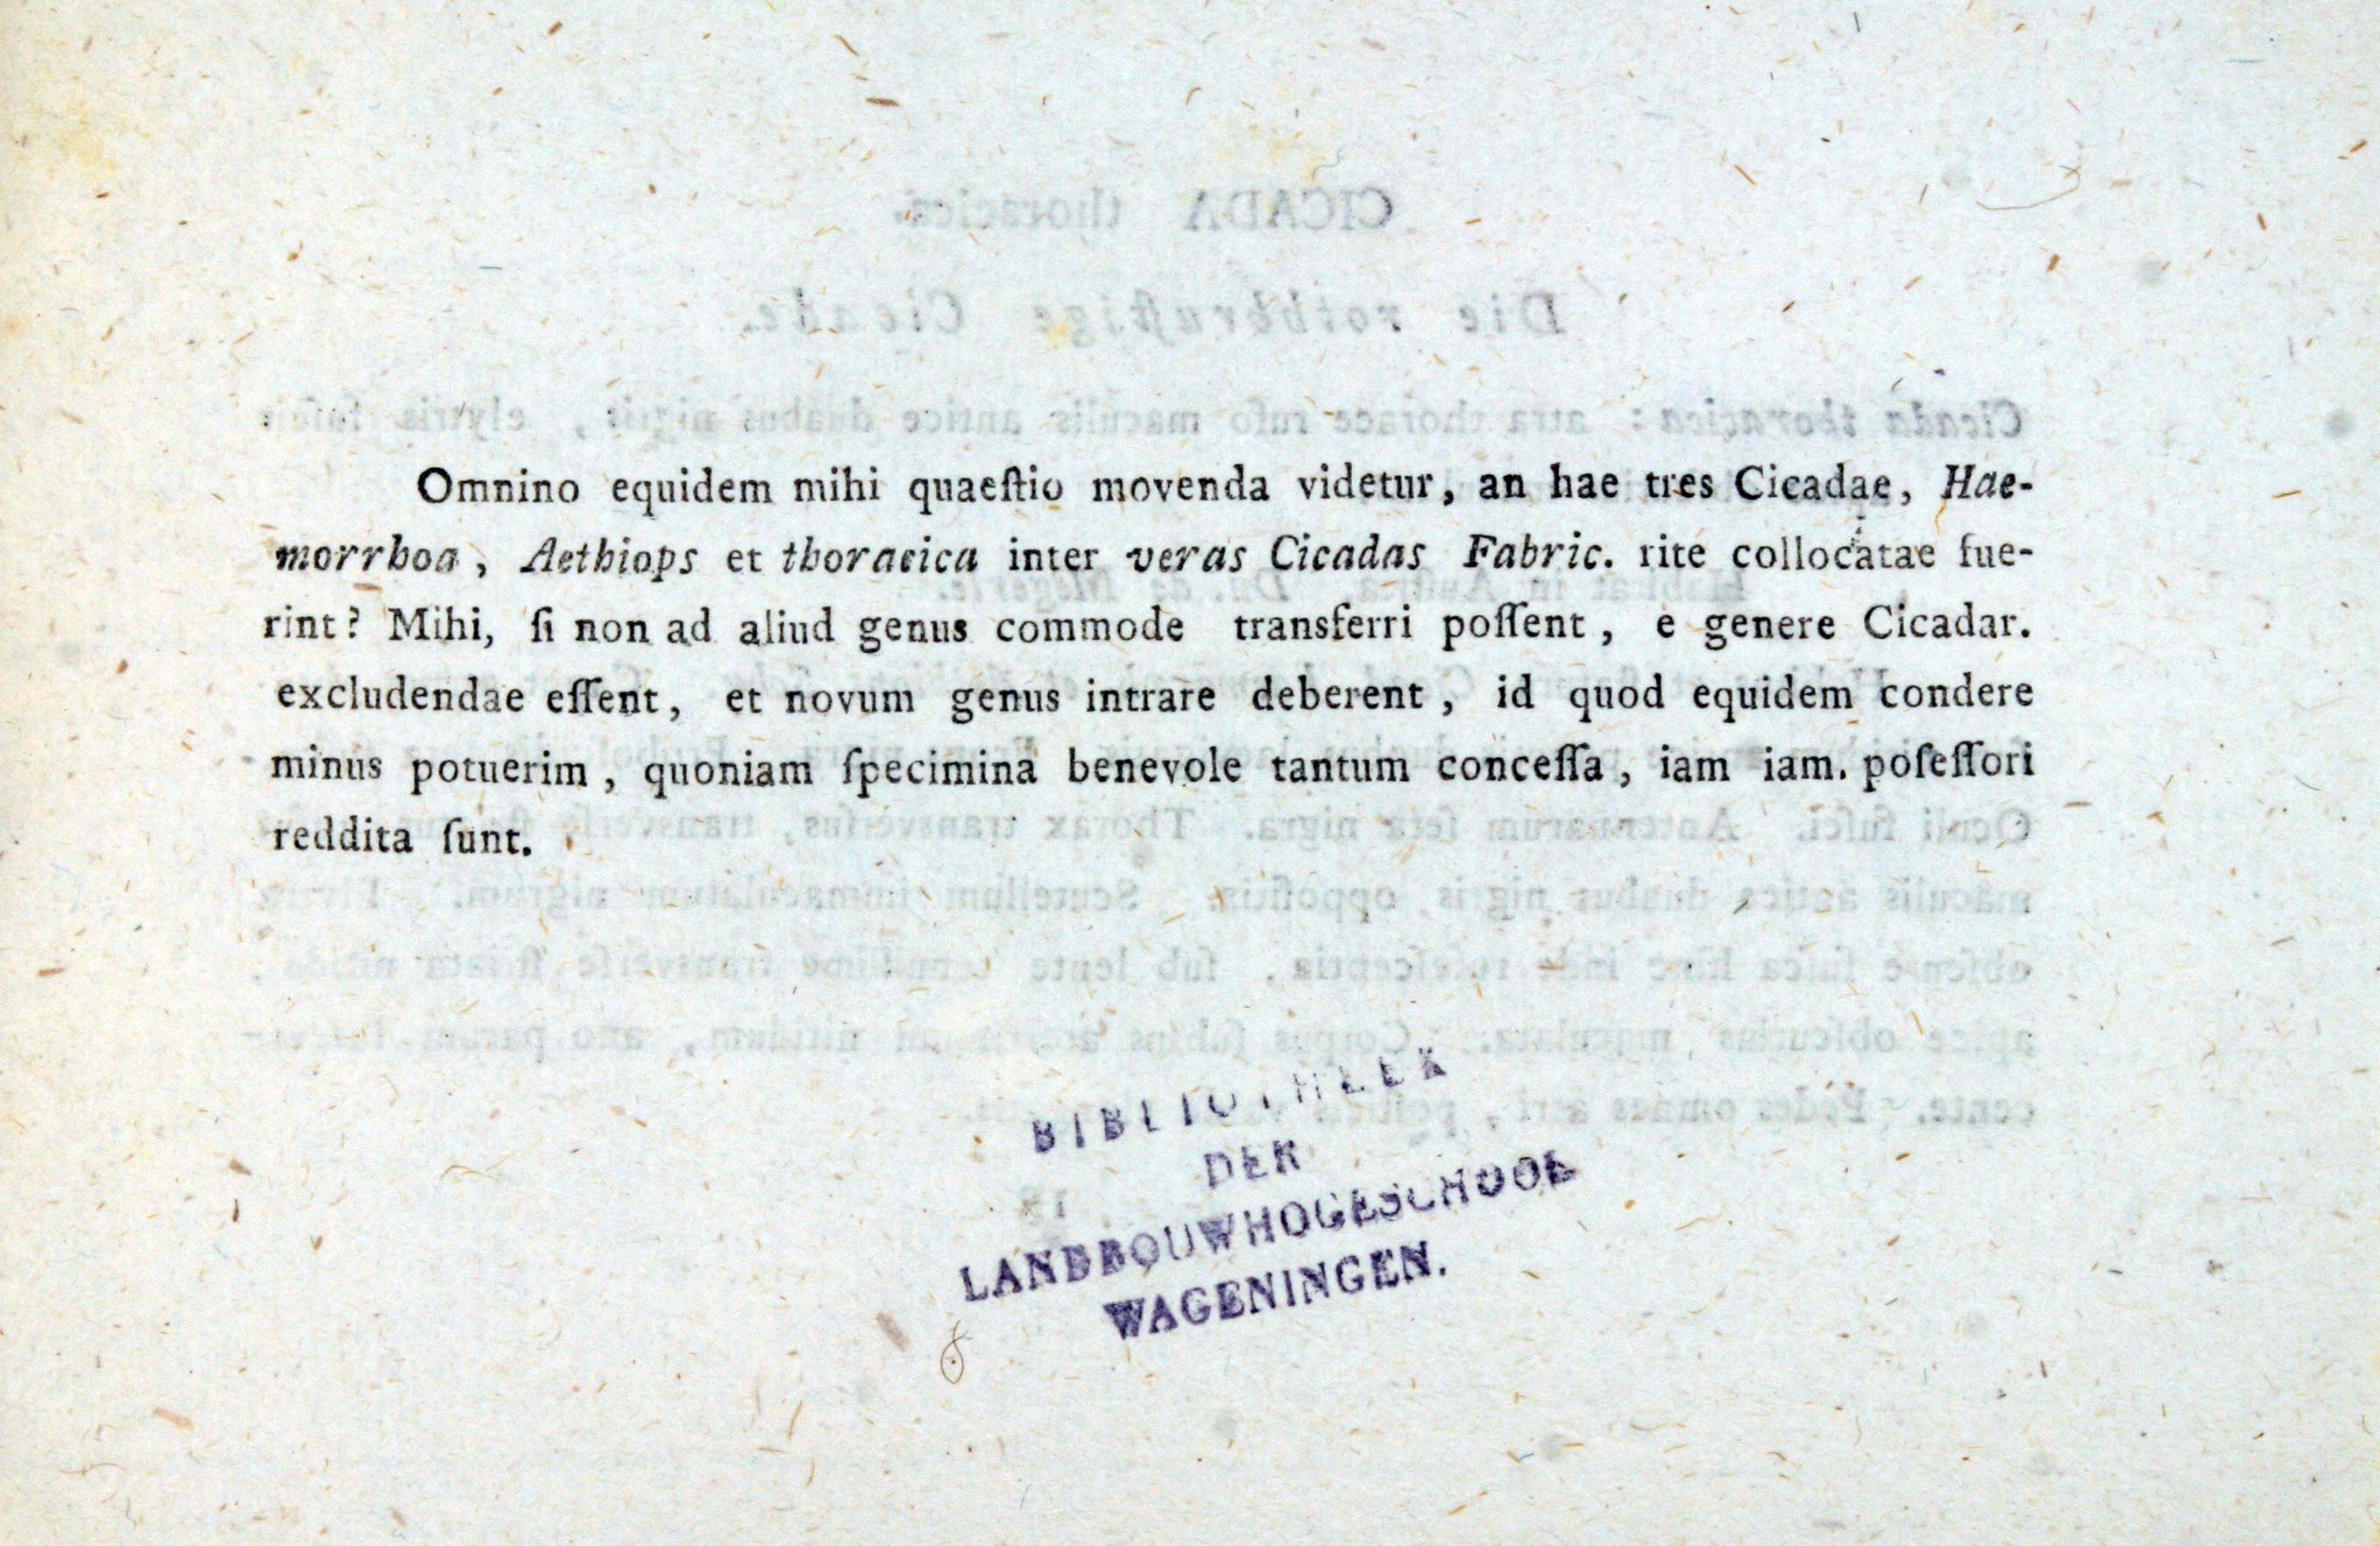 Omnino equidem mihi quaeſtio movenda videtur, an hae tres Cicadae, Hae-
morrhoa, Aethiops et thoracica inter veras Cicadas Fabric. rite collocatae fue-
rint? Mihi, ſi non ad aliud genus commode transferri poſſent, e genere Cicadar.
excludendae eſſent, et novum genus intrare deberent, id quod equidem condere
minus potuerim, quoniam ſpecimina benevole tantum conceſſa, iam iam. poſeſſori
reddita ſunt.
BIBLIOTHEEK
DER
LANDBOUWHOGESCHOOL
WAGENINGEN.